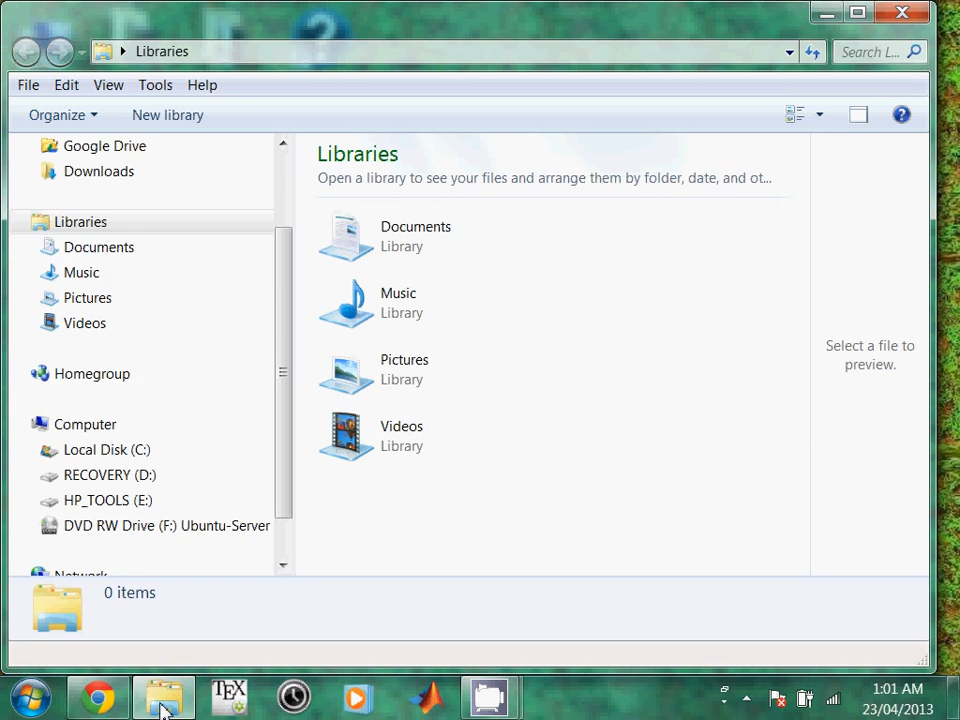 Libraries
Search L...
File Edit View Tools Help
Organize New library
Google Drive
Downloads
Libraries
Documents
Music
Pictures
Videos
Homegroup
Computer
Local Disk (C:)
RECOVERY (D:)
HP_TOOLS (E:)
DVD RW Drive (F:) Ubuntu-Server
Network
Libraries
Open a library to see your files and arrange them by folder, date, and ot...
Documents
Library
Music
Library
Pictures
Library
Videos
Library
Select a file to
preview.
0 items
TEX
1:01 AM
23/04/2013